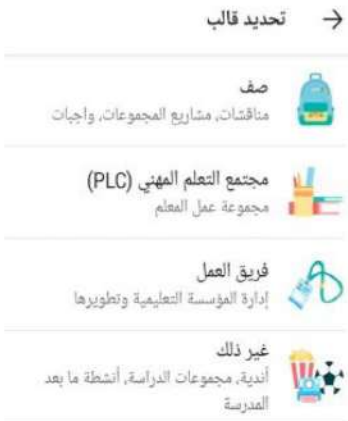 تحديد قالب
صف
مناقشات، مشاريع المجموعات، واجبات
مجتمع التعلم المهني (PLC)
مجموعة عمل المعلم
فريق العمل
إدارة المؤسسة التعليمية وتطويرها
غير ذلك
أندية، مجموعات الدراسة، أنشطة ما بعد
المدرسة